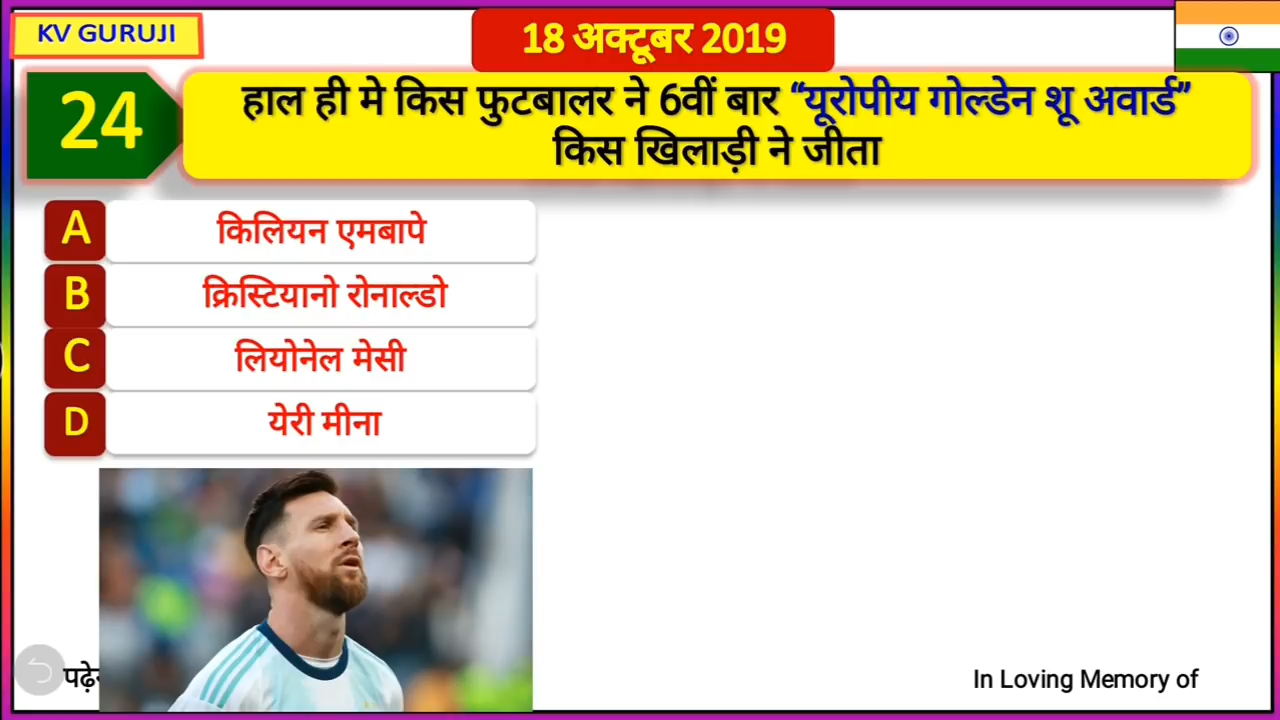 KV GURUJI
18 अक्टूबर 2019
24
हाल ही मे किस फुटबालर ने 6वीं बार “यूरोपीय गोल्डेन शू अवार्ड”
किस खिलाड़ी ने जीता
A किलियन एमबापे
B क्रिस्टियानो रोनाल्डो
C लियोनेल मेसी
D येरी मीना
In Loving Memory of